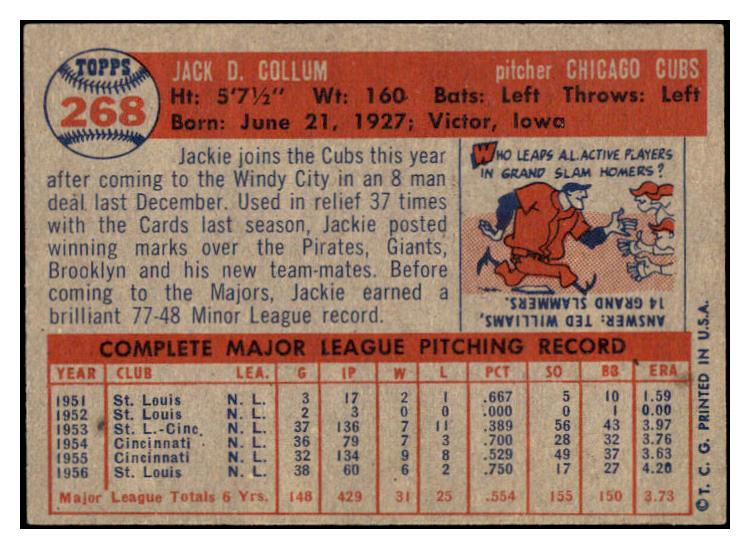 TOPPS
268
JACK D. COLLUM pitcher CHICAGO CUBS
Ht: 5'7½" Wt: 160 Bats: Left Throws: Left
Born: June 21, 1927; Victor, Iowa
Jackie joins the Cubs this year
after coming to the Windy City in an 8 man
deal last December. Used in relief 37 times
with the Cards last season, Jackie posted
winning marks over the Pirates, Giants,
Brooklyn and his new team-mates. Before
coming to the Majors, Jackie earned a
brilliant 77-48 Minor League record.
WHO LEADS A.L. ACTIVE PLAYERS
IN GRAND SLAM HOMERS?
ANSWER: TED WILLIAMS,
14 GRAND SLAMMERS.
COMPLETE MAJOR LEAGUE PITCHING RECORD
YEAR CLUB LEA. G IP W L PCT SO BB ERA
1951 St. Louis N. L. 3 17 2 1 .667 5 10 1.59
1952 St. Louis N. L. 2 3 0 0 .000 0 1 0.00
1953 St. L.-Cinc. N. L. 37 136 7 11 .389 56 43 3.97
1954 Cincinnati N. L. 36 79 7 3 .700 28 32 3.76
1955 Cincinnati N. L. 32 134 9 8 .529 49 37 3.63
1956 St. Louis N. L. 38 60 6 2 .750 17 27 4.20
Major League Totals 6 Yrs. 148 429 31 25 .554 155 150 3.73
© T. C. G. PRINTED IN U.S.A.